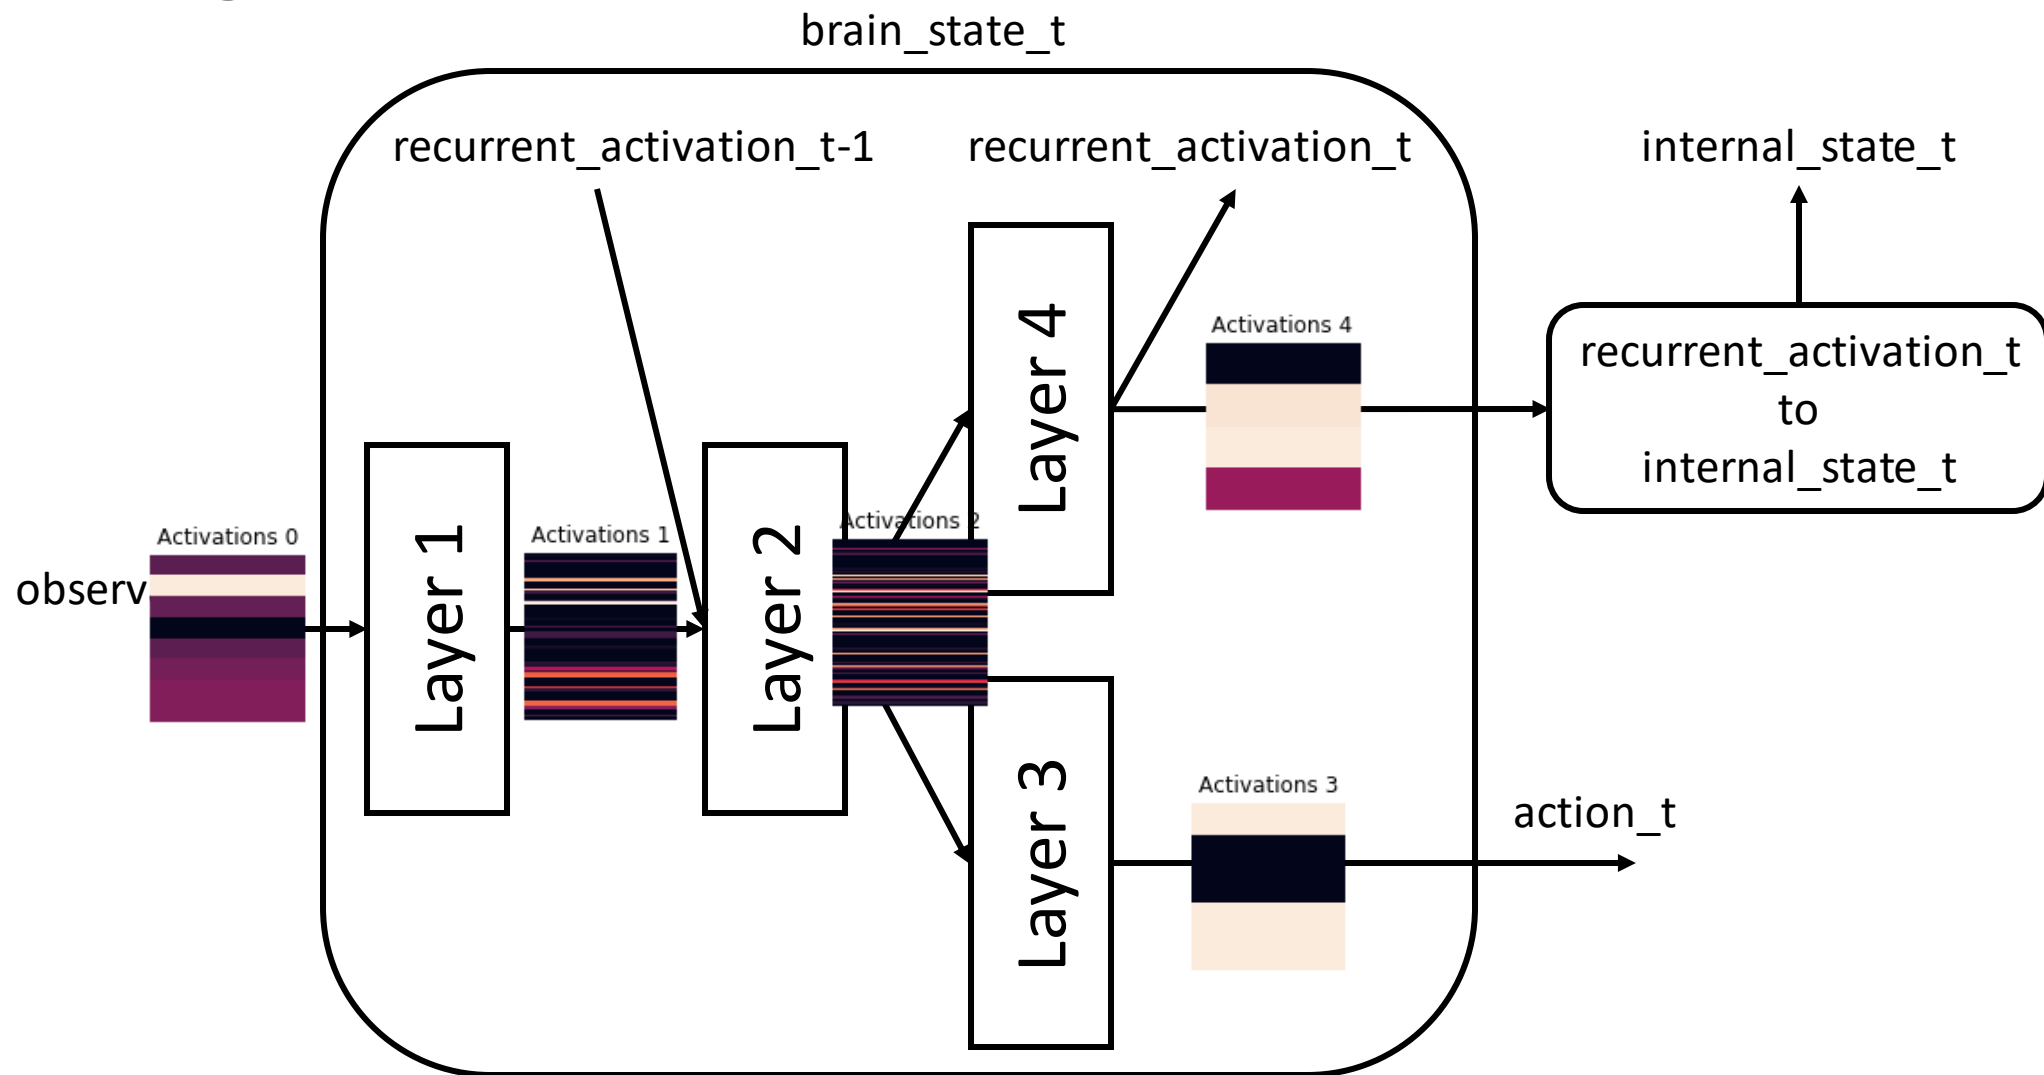 brain_state_t
recurrent_activation_t-1
recurrent_activation_t
internal_state_t
Layer 4
Activations 4
recurrent_activation_t
to
internal_state_t
Activations 0
observ
Layer 1
Activations 1
Layer 2
Activations 2
Layer 3
Activations 3
action_t